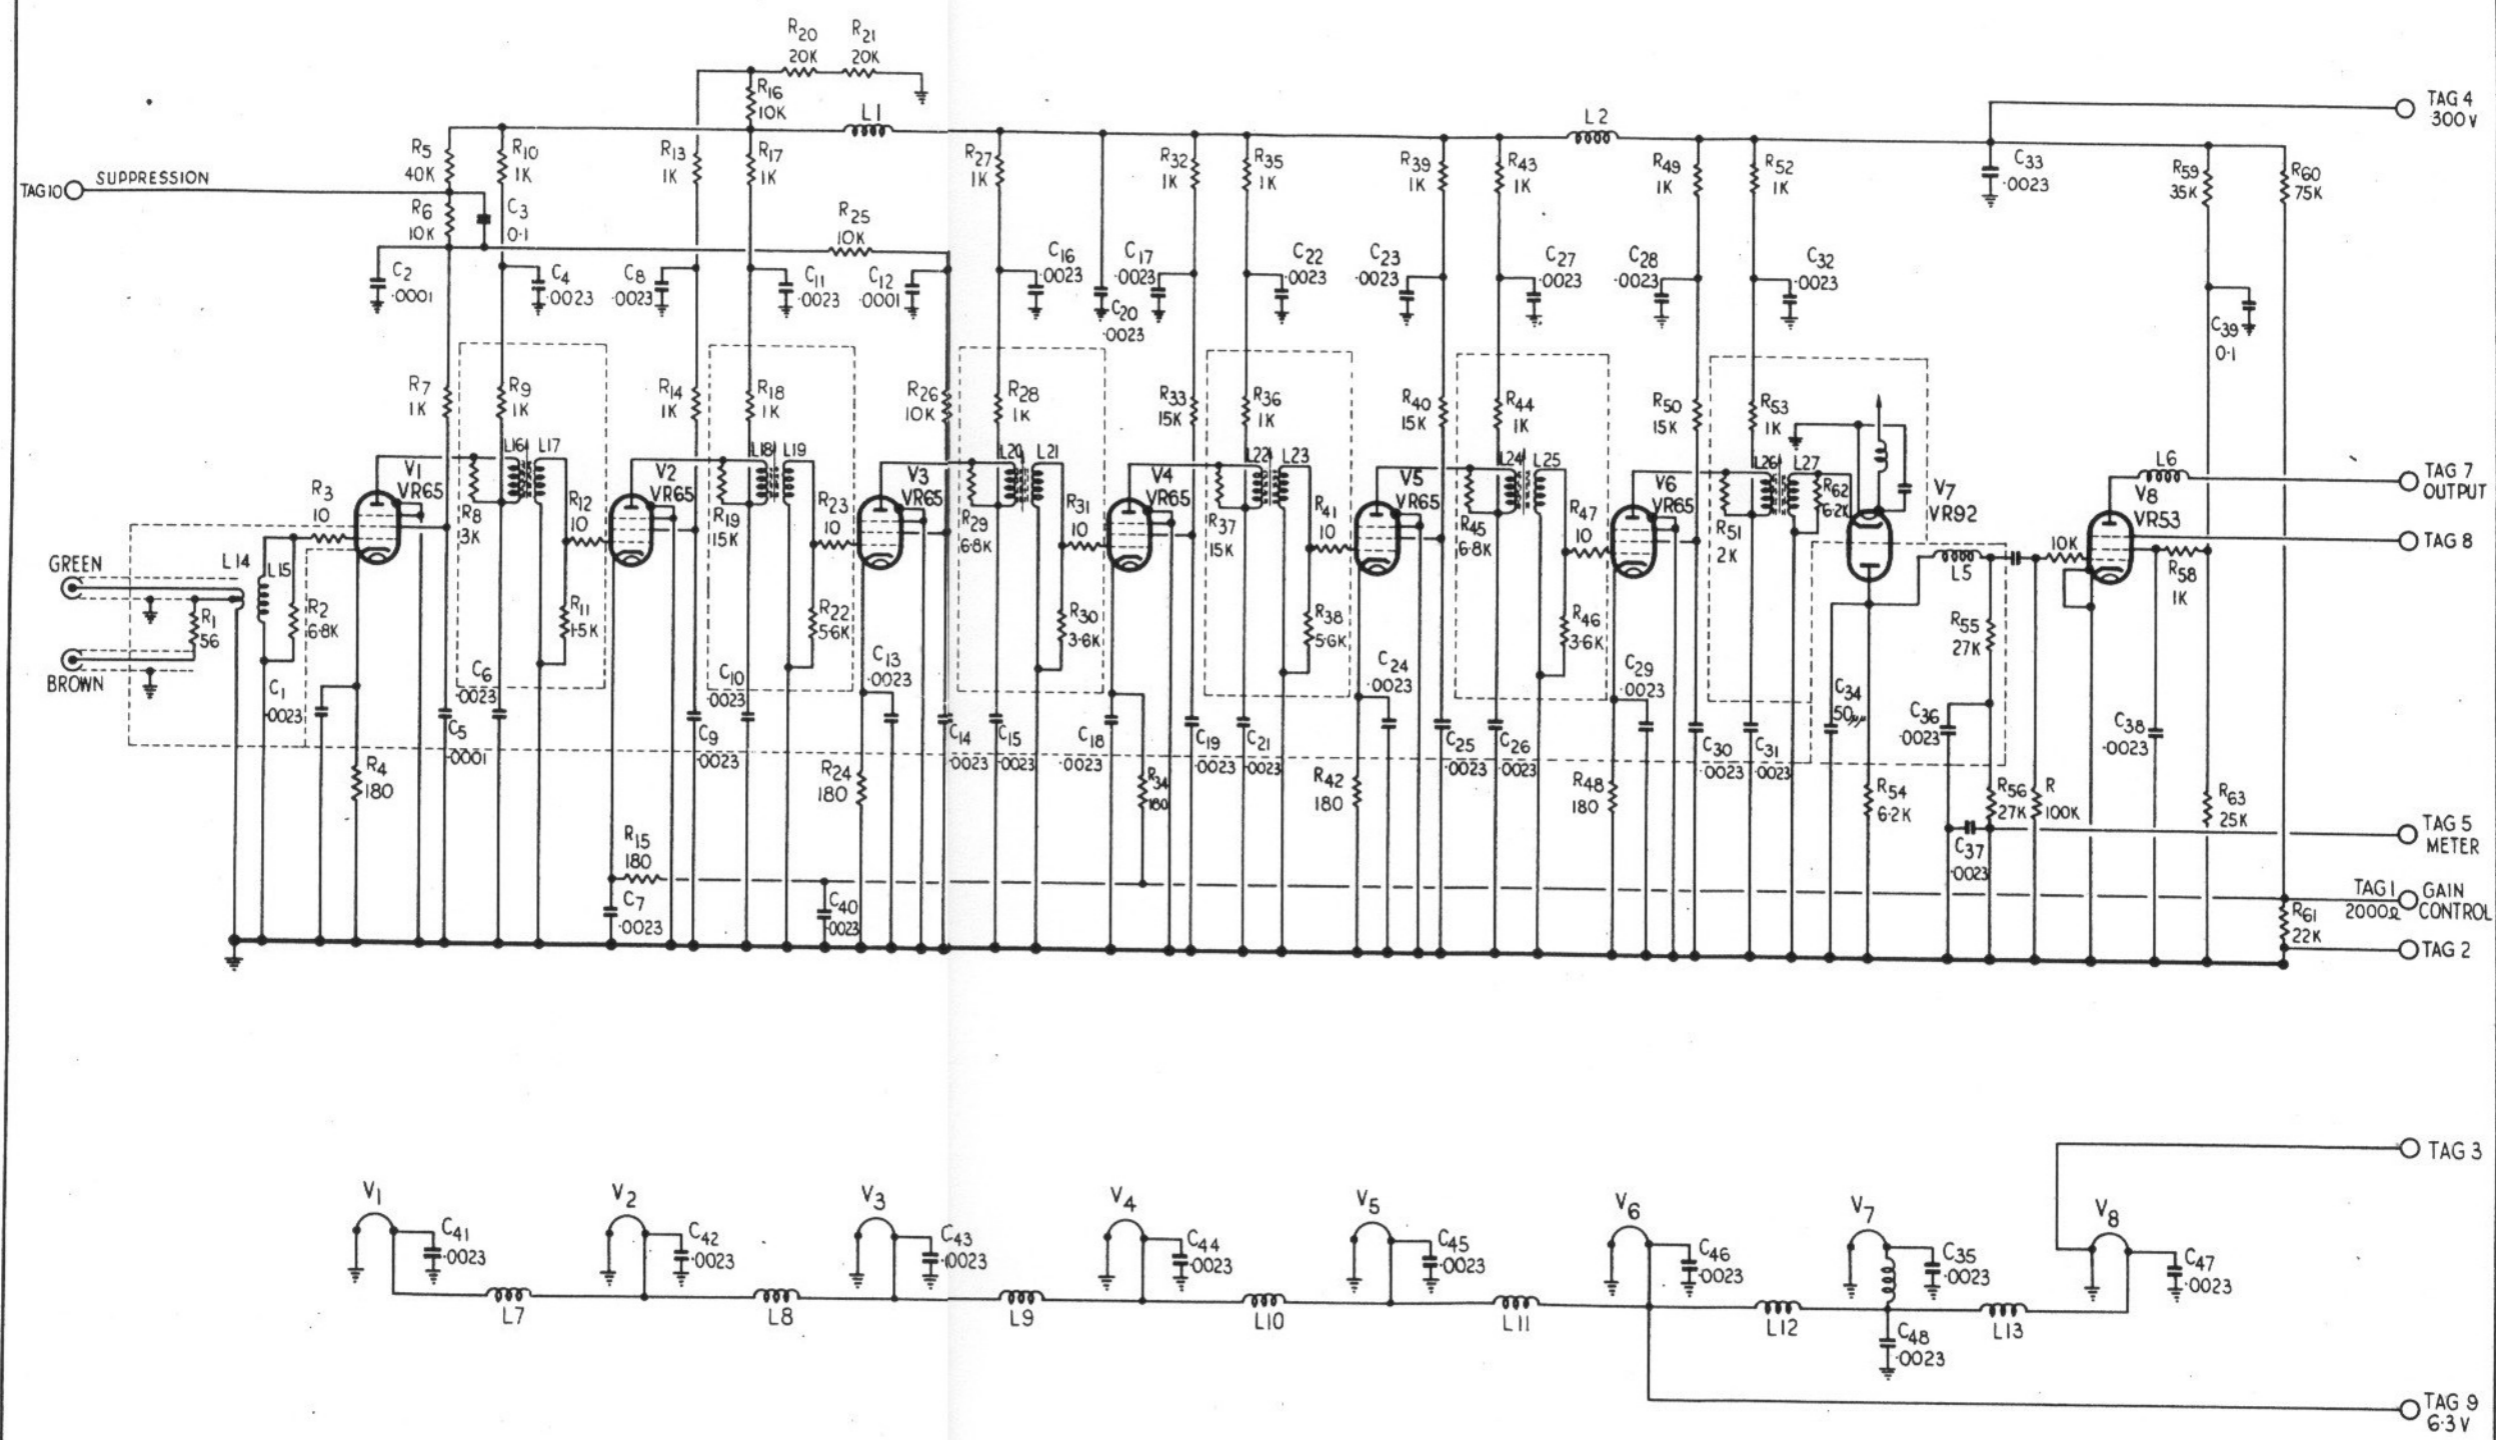 R20 20K
R21 20K
R16 10K
L1
L2
TAG 4 300V
TAG 10 SUPPRESSION
R5 40K
R10 1K
R13 1K
R17 1K
R27 1K
R32 1K
R35 1K
R39 1K
R43 1K
R49 1K
R52 1K
C33 .0023
R59 35K
R60 75K
R6 10K
C3 0.1
R25 10K
C2 .0001
C4 .0023
C8 .0023
C11 .0023
C12 .0001
C16 .0023
C17 .0023
C20 .0023
C22 .0023
C23 .0023
C27 .0023
C28 .0023
C32 .0023
C39 0.1
R7 1K
R9 1K
R14 1K
R18 1K
R26 10K
R28 1K
R33 15K
R36 1K
R40 15K
R44 1K
R50 15K
R53 1K
V1 VR65
L16 L17
V2 VR65
L18 L19
V3 VR65
L20 L21
V4 VR65
L22 L23
V5 VR65
L24 L25
V6 VR65
L26 L27
R62 6.2K
V7 VR92
V8 VR53
L6
TAG 7 OUTPUT
TAG 8
R3 10
R8 3K
R12 10
R19 15K
R23 10
R29 6.8K
R31 10
R37 15K
R41 10
R45 6.8K
R47 10
R51 2K
L5
10K
R58 1K
GREEN
L14
L15
R1 56
R2 6.8K
BROWN
R11 1.5K
R22 5.6K
R30 3.6K
R38 5.6K
R46 3.6K
R55 27K
C1 .0023
C6 .0023
C5 .0001
C10 .0023
C9 .0023
C13 .0023
C14 .0023
C15 .0023
C18 .0023
C19 .0023
C21 .0023
C24 .0023
C25 .0023
C26 .0023
C29 .0023
C30 .0023
C31 .0023
C34 50μμ
C36 .0023
C38 .0023
R4 180
R24 180
R34 180
R42 180
R48 180
R54 6.2K
R56 27K
R 100K
R63 25K
TAG 5 METER
R15 180
C7 .0023
C40 .0023
C37 .0023
TAG 1 2000Ω GAIN CONTROL
R61 22K
TAG 2
TAG 3
V1
C41 .0023
V2
C42 .0023
V3
C43 .0023
V4
C44 .0023
V5
C45 .0023
V6
C46 .0023
V7
C35 .0023
V8
C47 .0023
L7
L8
L9
L10
L11
L12
L13
C48 .0023
TAG 9 6.3V